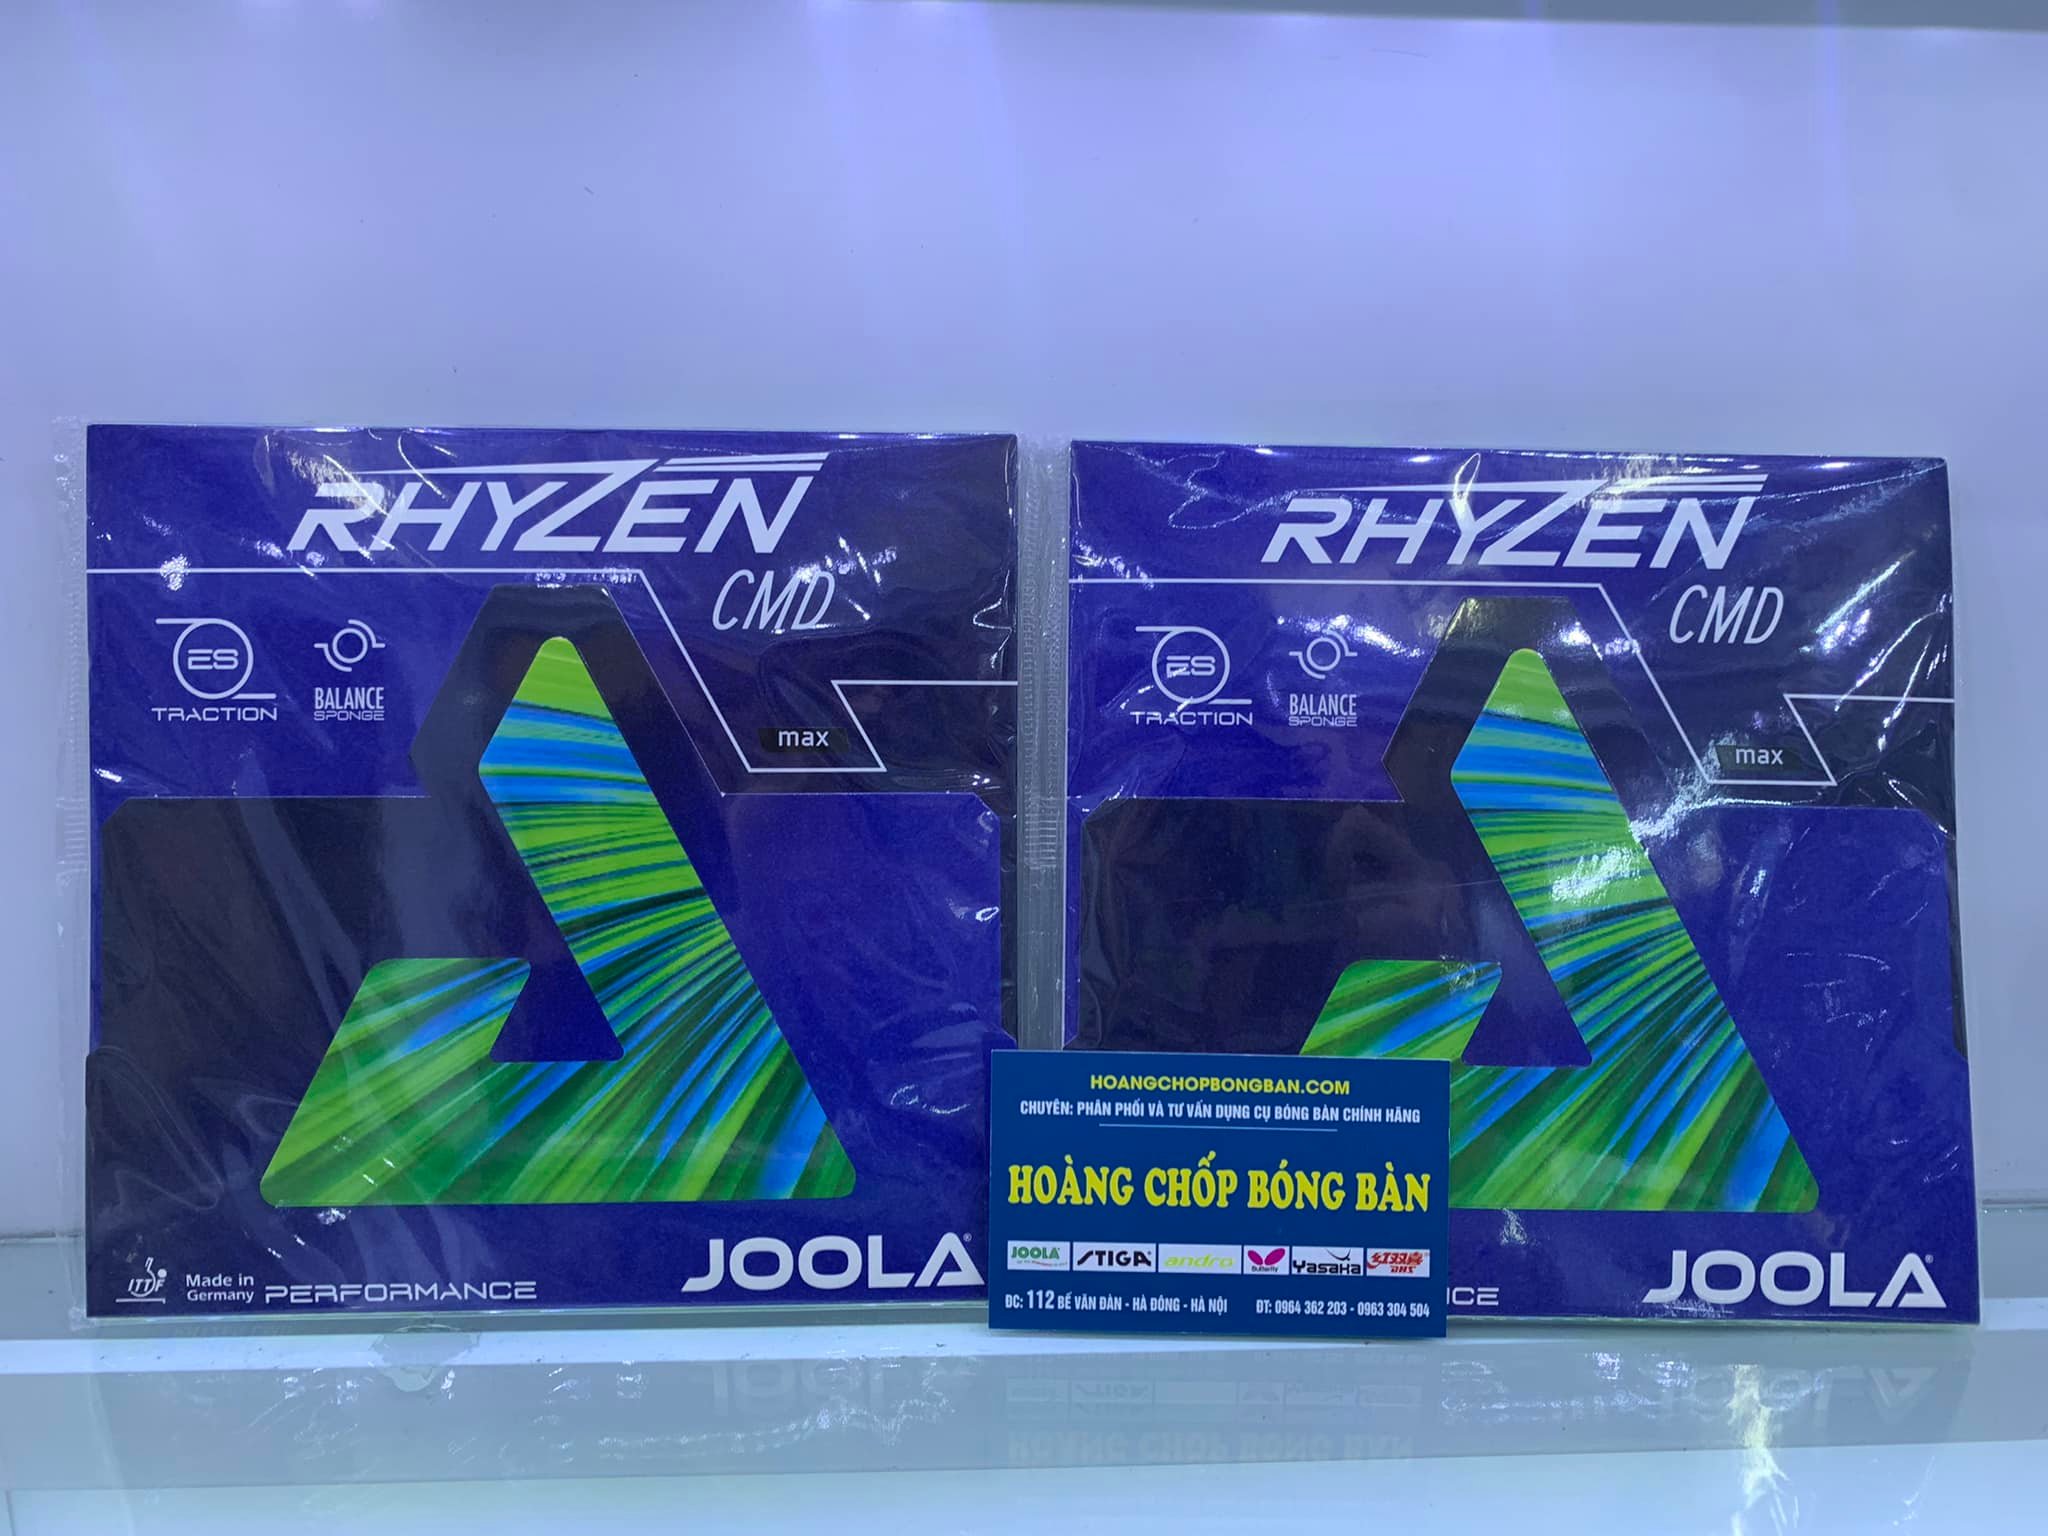 RHYZEN
CMD
ES
TRACTION
BALANCE
SPONGE
max
ITTF
Made in
Germany
PERFORMANCE
JOOLA®
RHYZEN
CMD
ES
TRACTION
BALANCE
SPONGE
max
NCE
JOOLA®
HOANGCHOPBONGBAN.COM
CHUYÊN: PHÂN PHỐI VÀ TƯ VẤN DỤNG CỤ BÓNG BÀN CHÍNH HÃNG
HOÀNG CHỐP BÓNG BÀN
JOOLA STIGA andro Butterfly Yasaka 红双喜 DHS
ĐC: 112 BẾ VĂN ĐÀN - HÀ ĐÔNG - HÀ NỘI ĐT: 0964 362 203 - 0963 304 504